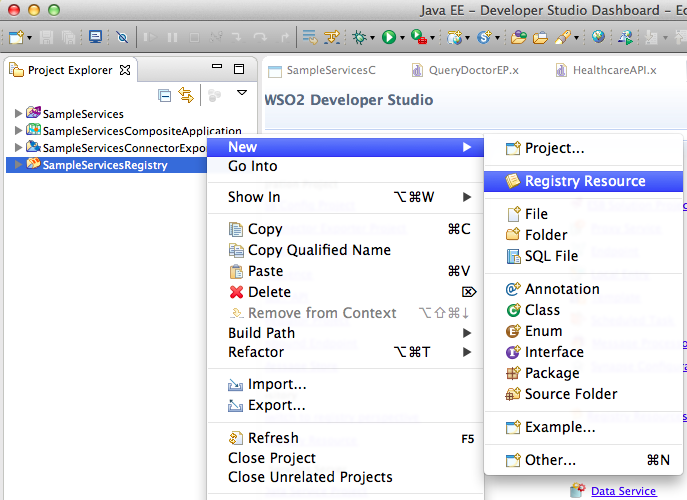 Java EE – Developer Studio Dashboard – Ec
Project Explorer
SampleServicesC
QueryDoctorEP.x
HealthcareAPI.x
WSO2 Developer Studio
SampleServices
SampleServicesCompositeApplication
SampleServicesConnectorExpo
SampleServicesRegistry
New
Go Into
Show In ⌥⌘W
Copy ⌘C
Copy Qualified Name
Paste ⌘V
Delete ⌦
Remove from Context ⌥⇧⌘↓
Build Path
Refactor ⌥⌘T
Import...
Export...
Refresh F5
Close Project
Close Unrelated Projects
Project...
Registry Resource
File
Folder
SQL File
Annotation
Class
Enum
Interface
Package
Source Folder
Example...
Other... ⌘N
Data Service